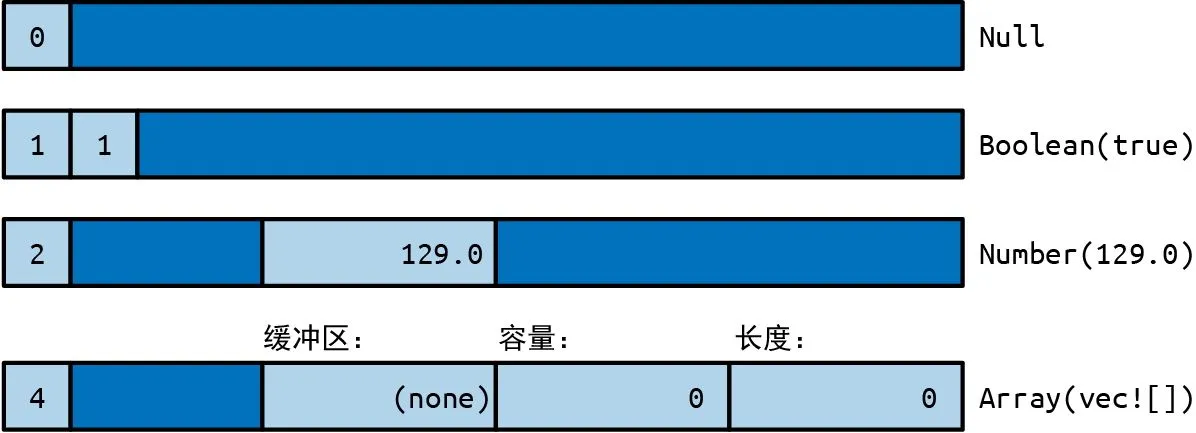 0 Null
1 1 Boolean(true)
2 129.0 Number(129.0)
缓冲区： 容量： 长度：
4 (none) 0 0 Array(vec![])